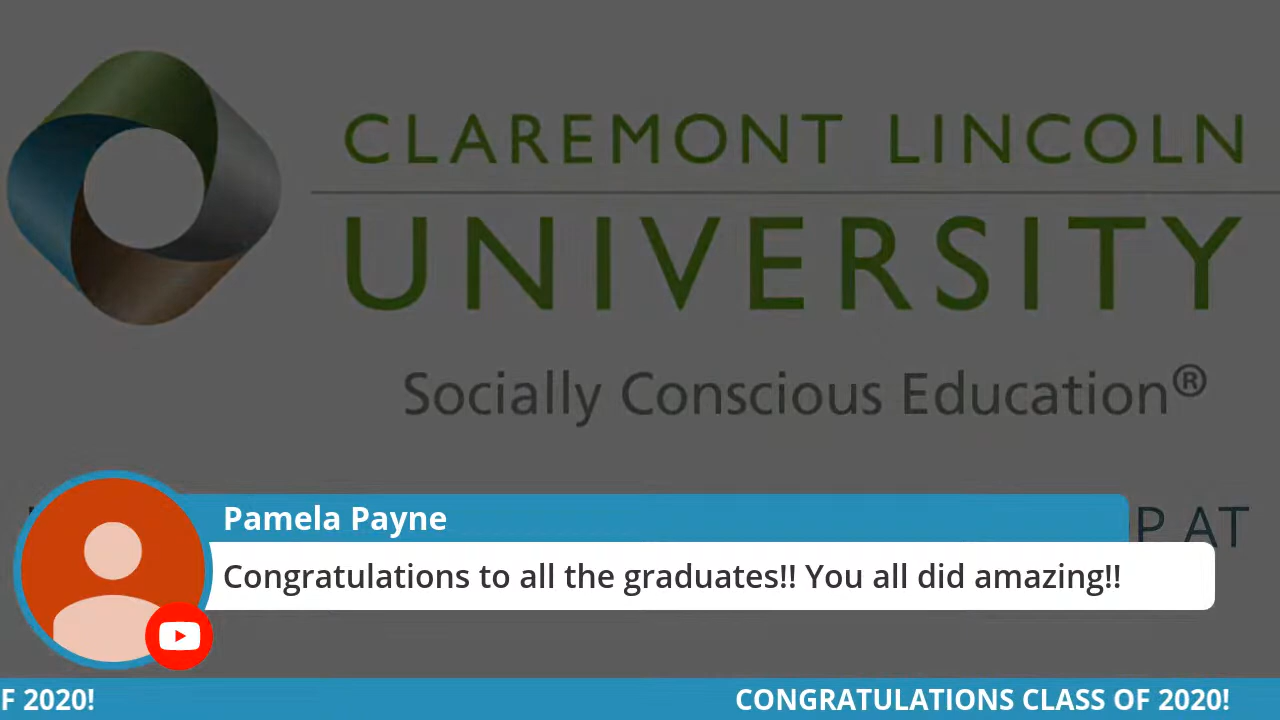 CLAREMONT LINCOLN
UNIVERSITY
Socially Conscious Education®
AT
Pamela Payne
Congratulations to all the graduates!! You all did amazing!!
F 2020!
CONGRATULATIONS CLASS OF 2020!